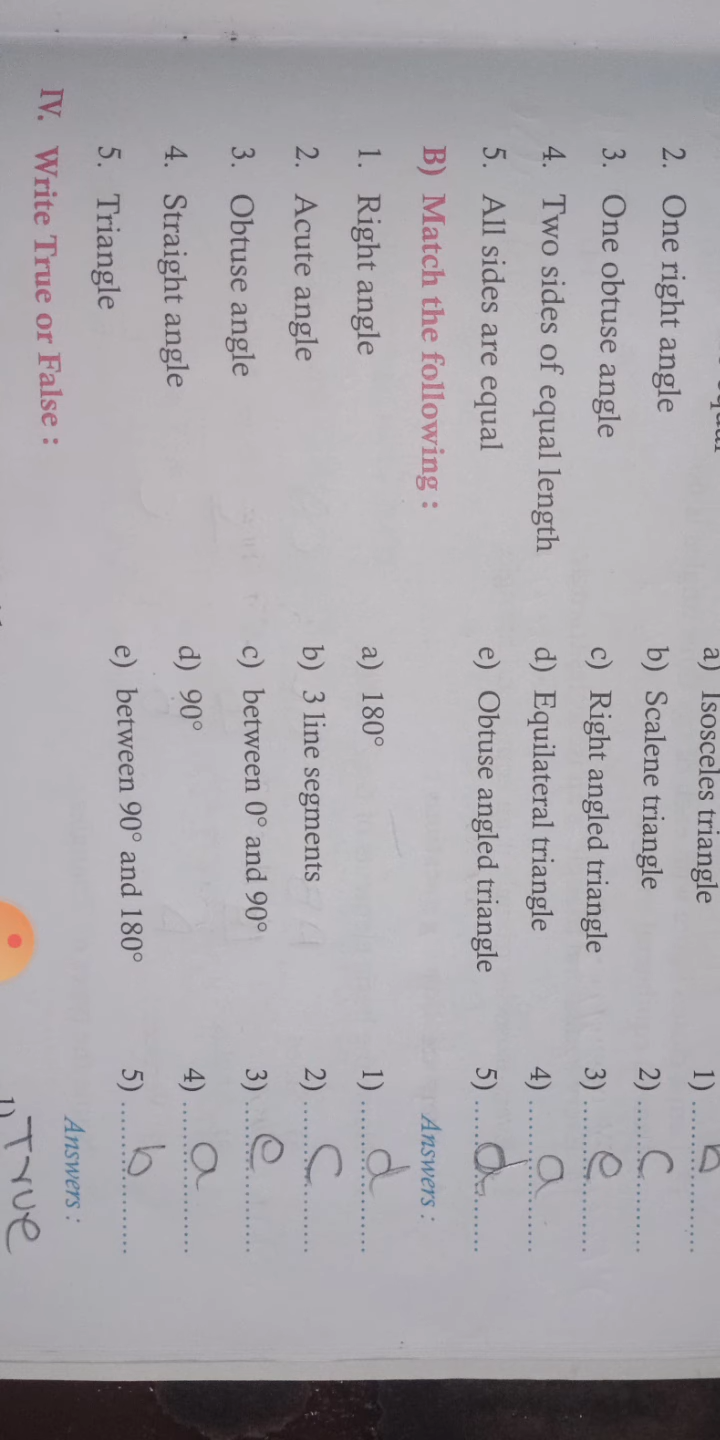 a) Isosceles triangle 1) ............ b
2. One right angle b) Scalene triangle 2) ............ c
3. One obtuse angle c) Right angled triangle 3) ............ e
4. Two sides of equal length d) Equilateral triangle 4) ............ a
5. All sides are equal e) Obtuse angled triangle 5) ............ d
B) Match the following : Answers :
1. Right angle a) 180° 1) ............ d
2. Acute angle b) 3 line segments 2) ............ c
3. Obtuse angle c) between 0° and 90° 3) ............ e
4. Straight angle d) 90° 4) ............ a
5. Triangle e) between 90° and 180° 5) ............ b
IV. Write True or False : Answers :
1) True